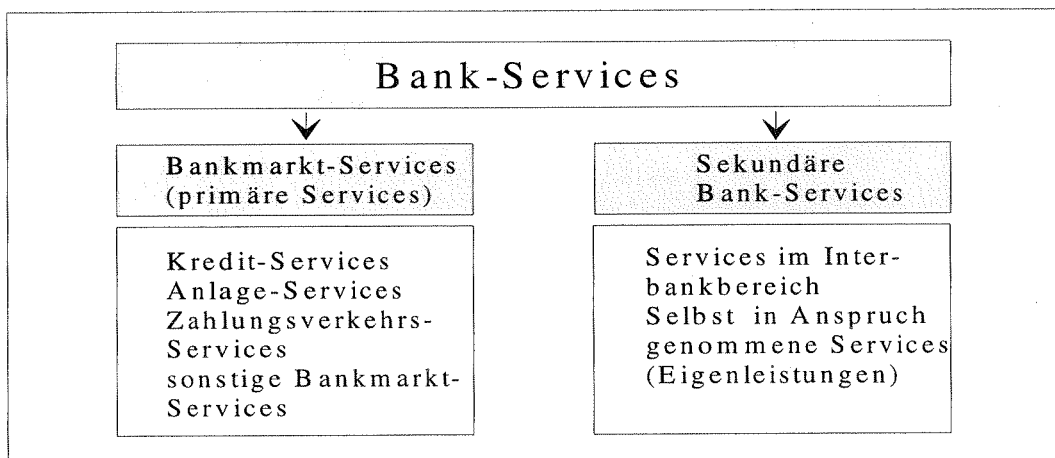 Bank-Services
Bankmarkt-Services
(primäre Services)
Kredit-Services
Anlage-Services
Zahlungsverkehrs-
Services
sonstige Bankmarkt-
Services
Sekundäre
Bank-Services
Services im Inter-
bankbereich
Selbst in Anspruch
genommene Services
(Eigenleistungen)